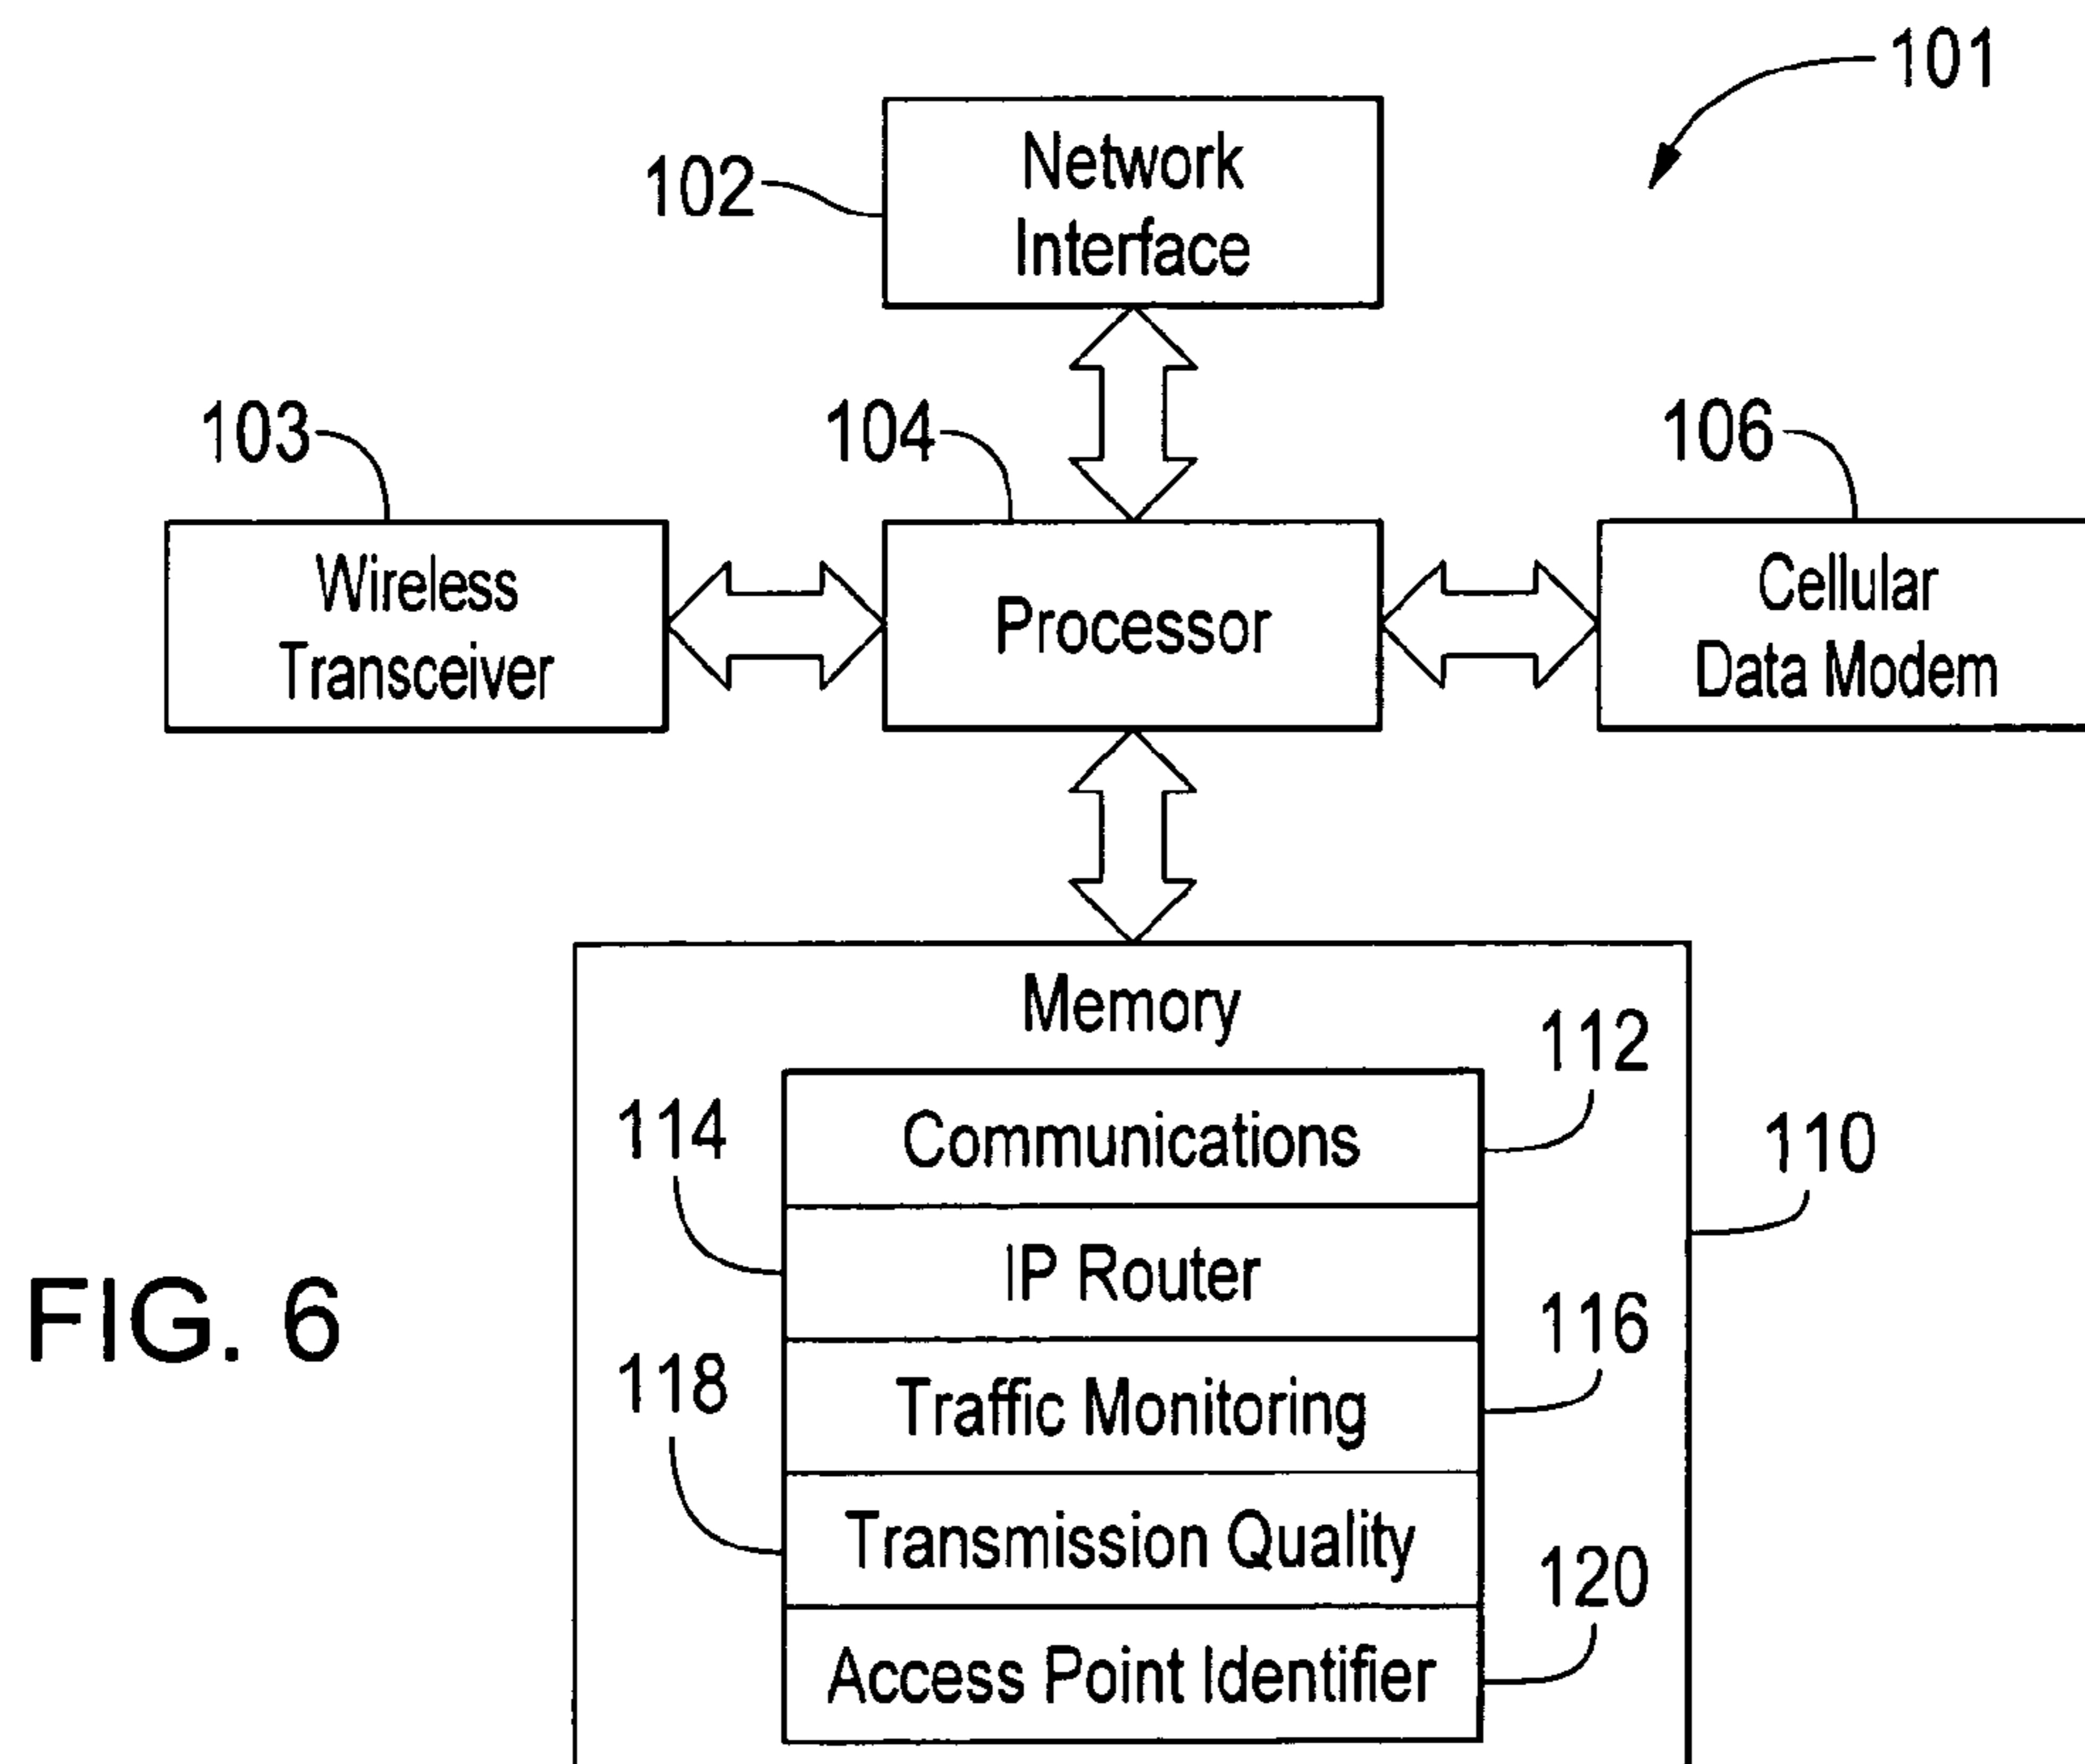 101
102
Network
Interface
103
104
106
Wireless
Transceiver
Processor
Cellular
Data Modem
Memory
112
114
Communications
110
IP Router
FIG. 6
116
118
Traffic Monitoring
Transmission Quality
120
Access Point Identifier